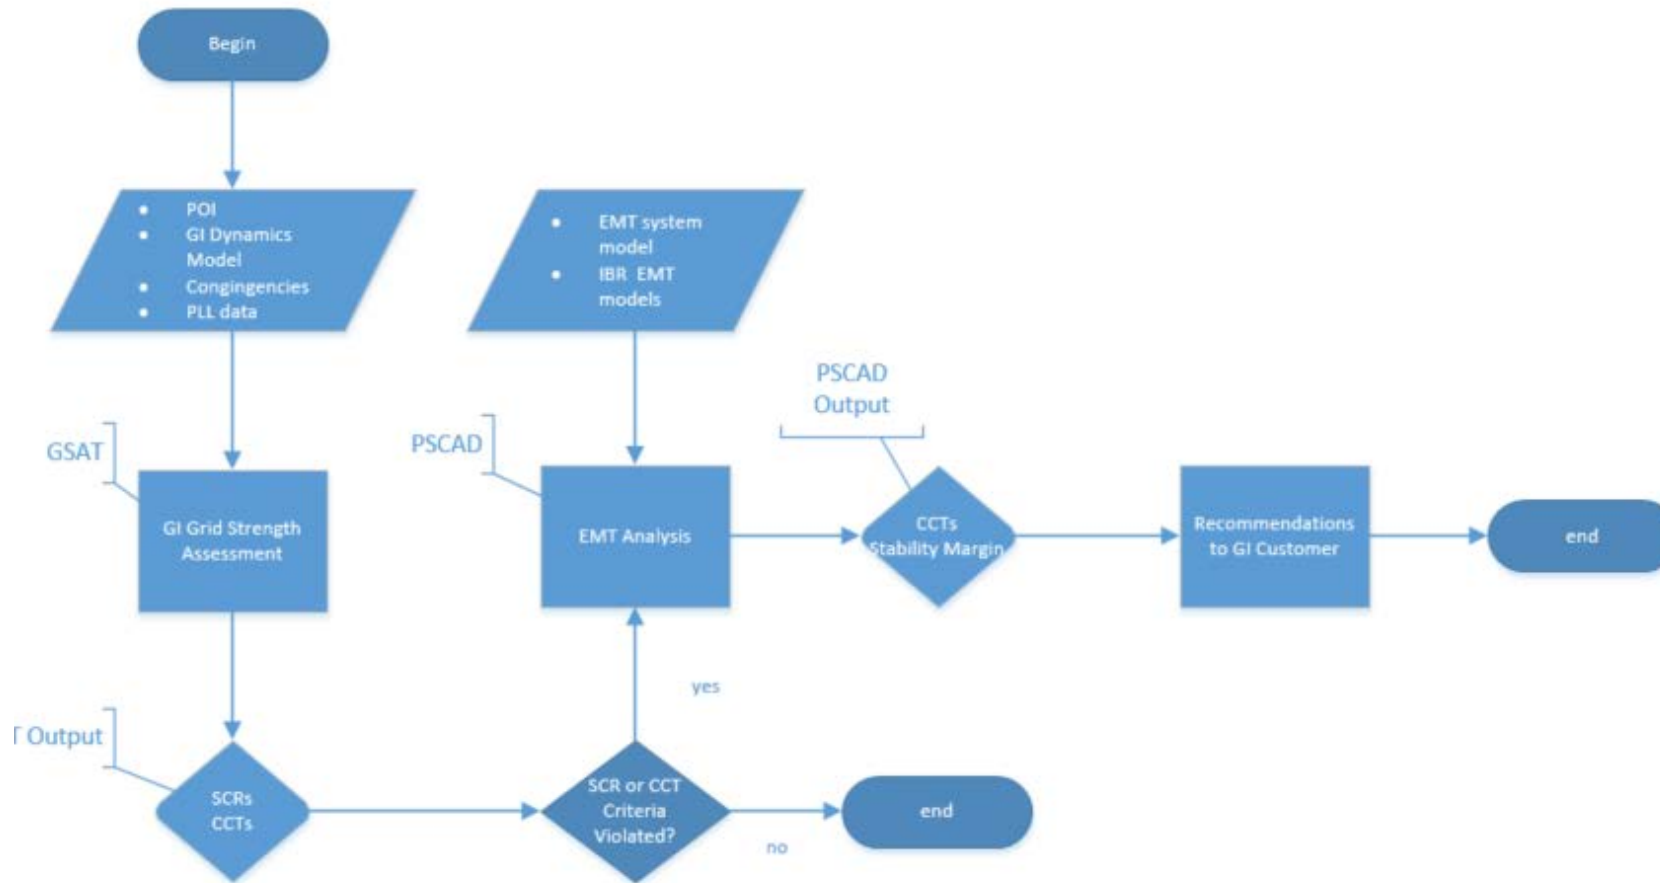 Begin
• POI
• GI Dynamics
Model
• Congingencies
• PLL data
• EMT system
model
• IBR EMT
models
PSCAD
Output
GSAT
PSCAD
GI Grid Strength
Assessment
EMT Analysis
CCTs
Stability Margin
Recommendations
to GI Customer
end
yes
T Output
SCRs
CCTs
SCR or CCT
Criteria
Violated?
end
no